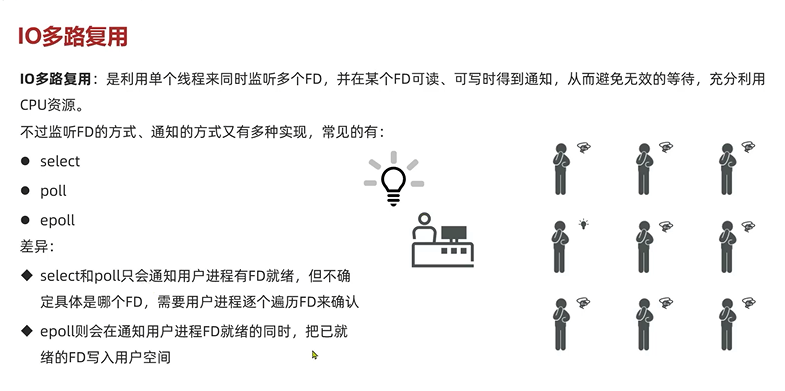 IO多路复用
IO多路复用：是利用单个线程来同时监听多个FD，并在某个FD可读、可写时得到通知，从而避免无效的等待，充分利用
CPU资源。
不过监听FD的方式、通知的方式又有多种实现，常见的有：
● select
● poll
● epoll
差异：
◆ select和poll只会通知用户进程有FD就绪，但不确
定具体是哪个FD，需要用户进程逐个遍历FD来确认
◆ epoll则会在通知用户进程FD就绪的同时，把已就
绪的FD写入用户空间